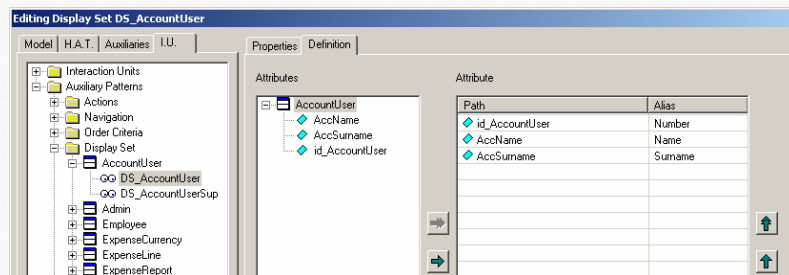 Editing Display Set DS_AccountUser
Model H.A.T. Auxiliaries I.U.
Interaction Units
Auxiliary Patterns
Actions
Navigation
Order Criteria
Display Set
AccountUser
DS_AccountUser
DS_AccountUserSup
Admin
Employee
ExpenseCurrency
ExpenseLine
ExpenseReport
Properties Definition
Attributes
AccountUser
AccName
AccSurname
id_AccountUser
Attribute
Path Alias
id_AccountUser Number
AccName Name
AccSurname Surname